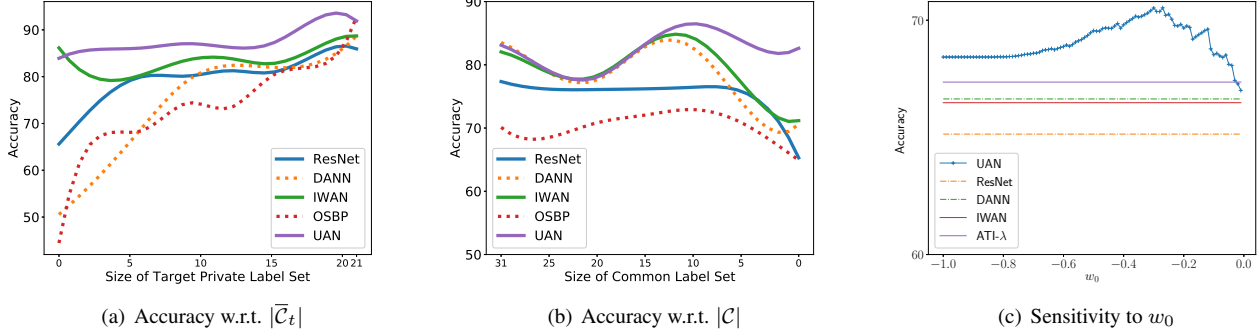 90
80
70
60
50
Accuracy
0
5
10
15
20 21
Size of Target Private Label Set
ResNet
DANN
IWAN
OSBP
UAN
(a) Accuracy w.r.t. |C̅ₜ|
90
80
70
60
50
Accuracy
31
25
20
15
10
5
0
Size of Common Label Set
ResNet
DANN
IWAN
OSBP
UAN
(b) Accuracy w.r.t. |C|
70
60
Accuracy
−1.0
−0.8
−0.6
−0.4
−0.2
0.0
w₀
UAN
ResNet
DANN
IWAN
ATI-λ
(c) Sensitivity to w₀